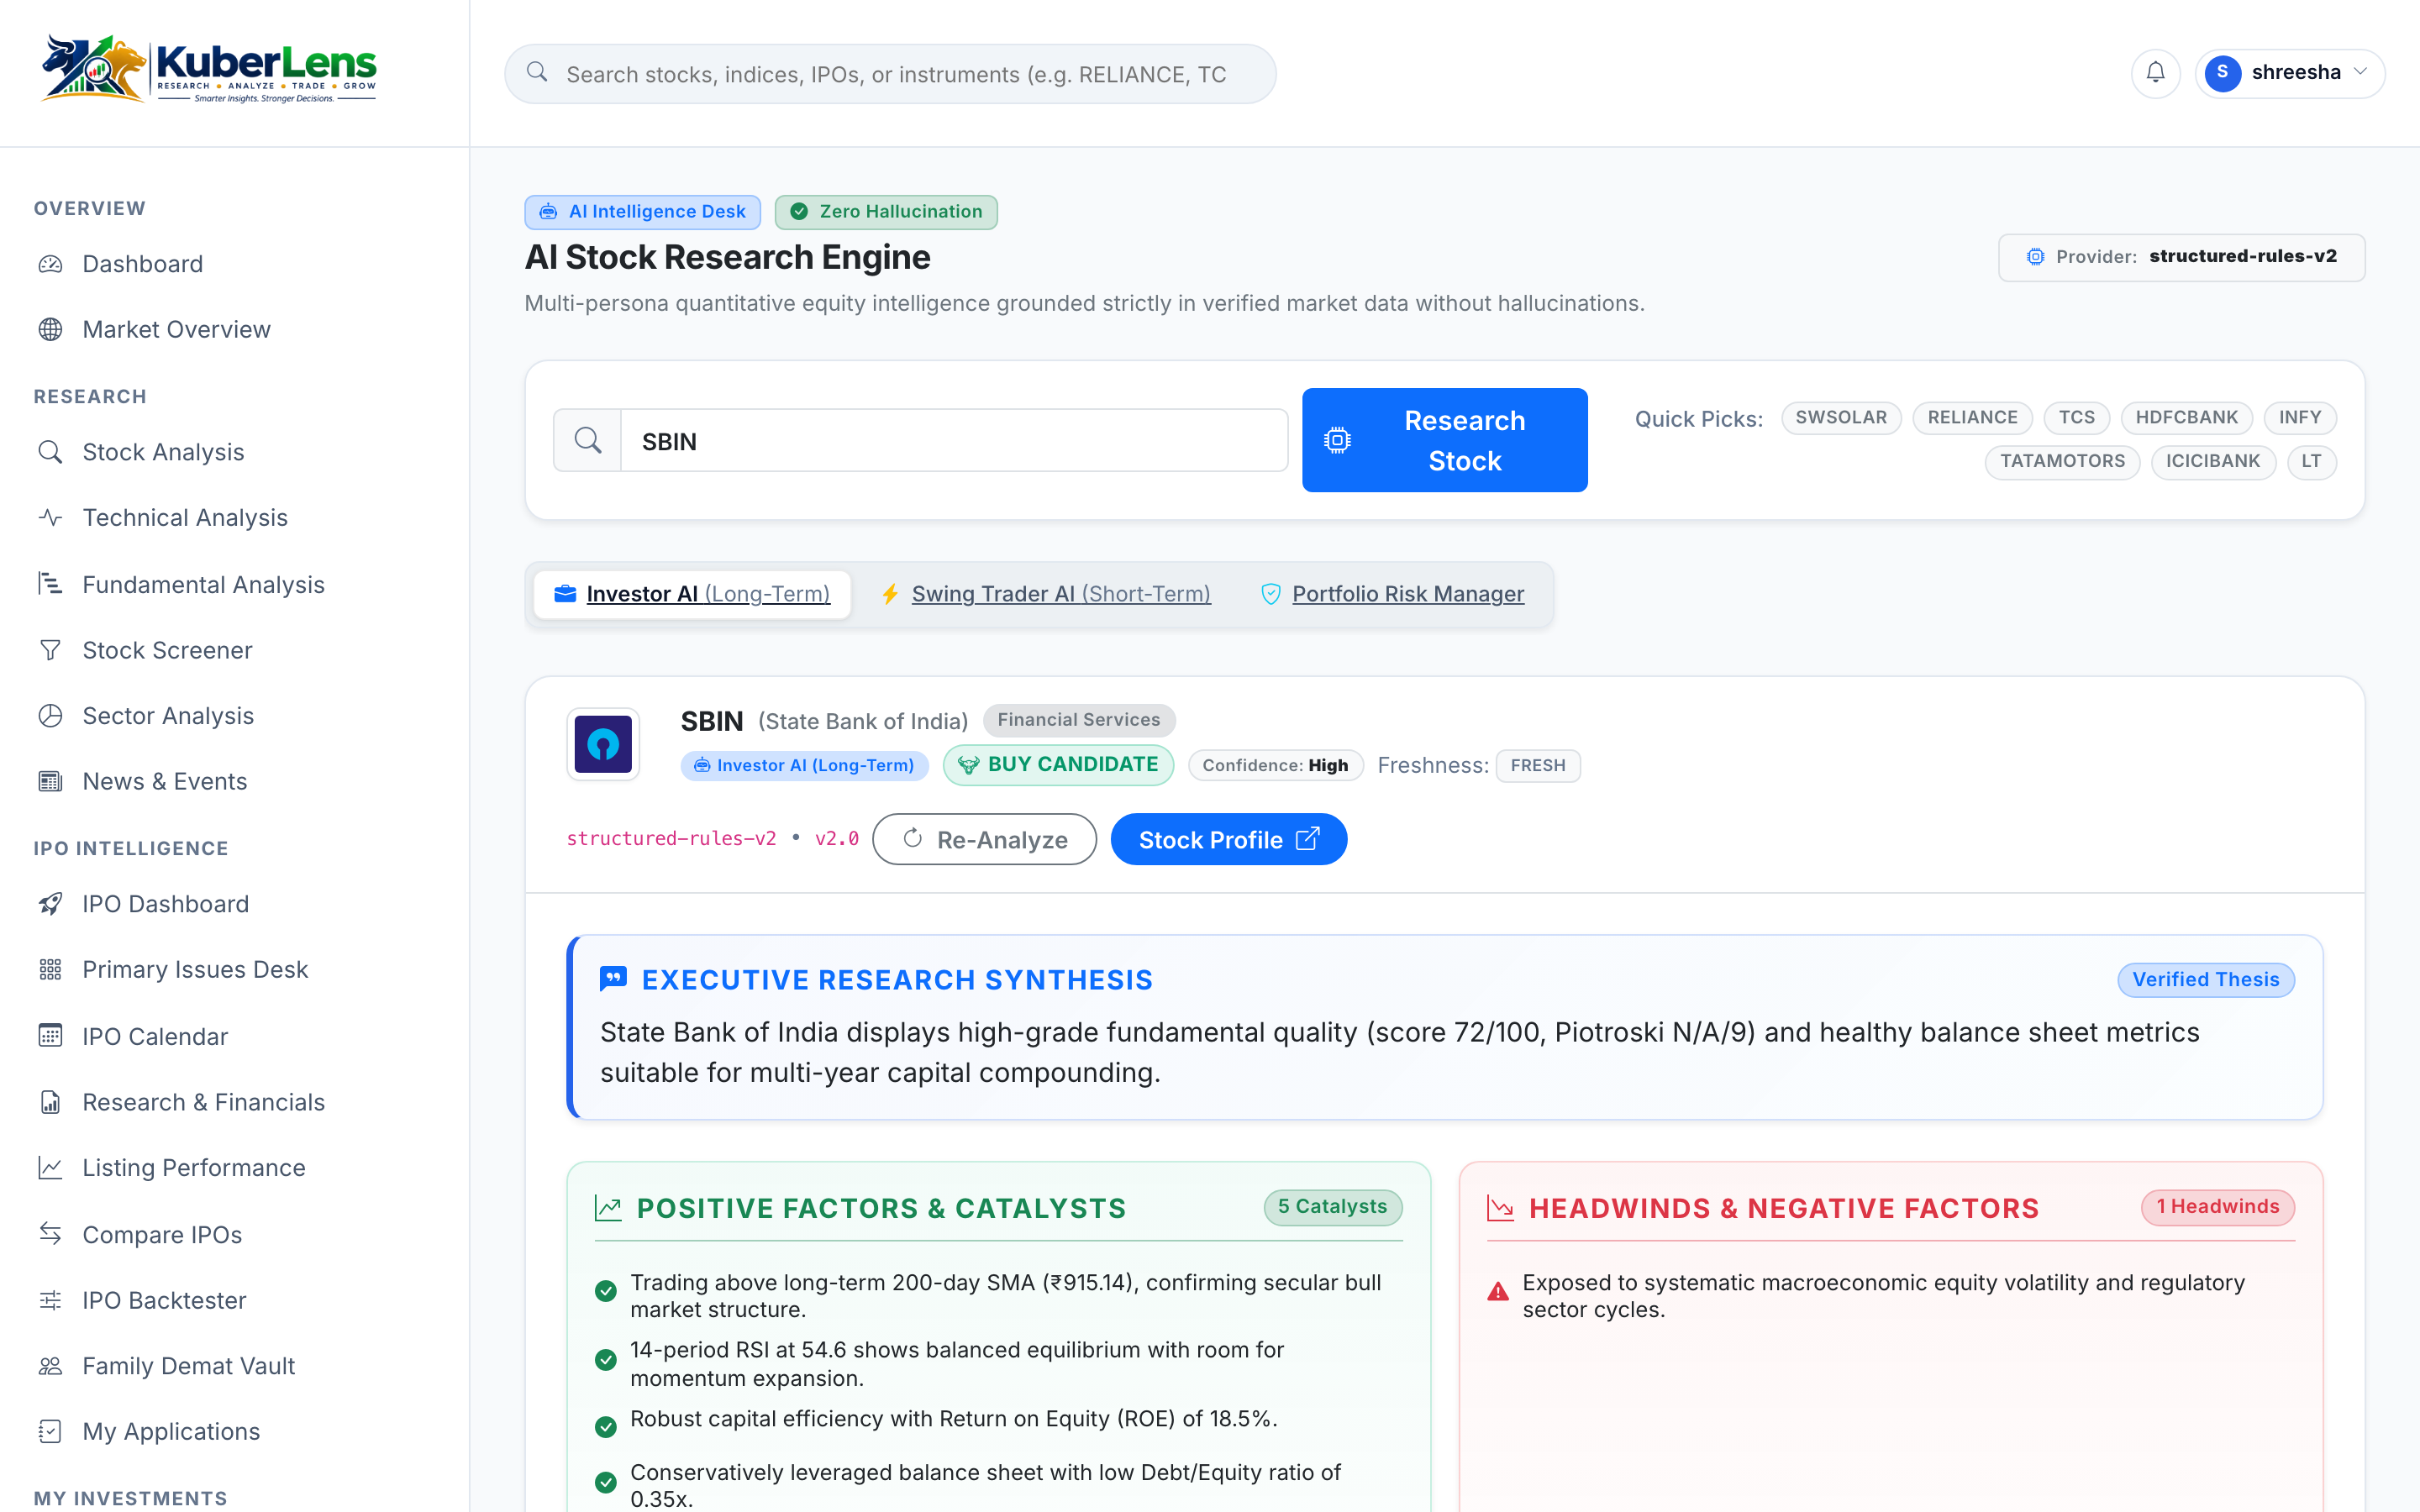 KuberLens
RESEARCH • ANALYZE • TRADE • GROW
Smarter Insights. Stronger Decisions.
Search stocks, indices, IPOs, or instruments (e.g. RELIANCE, TC
S shreesha
OVERVIEW
Dashboard
Market Overview
RESEARCH
Stock Analysis
Technical Analysis
Fundamental Analysis
Stock Screener
Sector Analysis
News & Events
IPO INTELLIGENCE
IPO Dashboard
Primary Issues Desk
IPO Calendar
Research & Financials
Listing Performance
Compare IPOs
IPO Backtester
Family Demat Vault
My Applications
MY INVESTMENTS
AI Intelligence Desk Zero Hallucination
AI Stock Research Engine
Multi-persona quantitative equity intelligence grounded strictly in verified market data without hallucinations.
Provider: structured-rules-v2
SBIN
Research
Stock
Quick Picks: SWSOLAR RELIANCE TCS HDFCBANK INFY
TATAMOTORS ICICIBANK LT
Investor AI (Long-Term) Swing Trader AI (Short-Term) Portfolio Risk Manager
SBIN (State Bank of India) Financial Services
Investor AI (Long-Term) BUY CANDIDATE Confidence: High Freshness: FRESH
structured-rules-v2 • v2.0 Re-Analyze Stock Profile
EXECUTIVE RESEARCH SYNTHESIS Verified Thesis
State Bank of India displays high-grade fundamental quality (score 72/100, Piotroski N/A/9) and healthy balance sheet metrics
suitable for multi-year capital compounding.
POSITIVE FACTORS & CATALYSTS 5 Catalysts
Trading above long-term 200-day SMA (₹915.14), confirming secular bull
market structure.
14-period RSI at 54.6 shows balanced equilibrium with room for
momentum expansion.
Robust capital efficiency with Return on Equity (ROE) of 18.5%.
Conservatively leveraged balance sheet with low Debt/Equity ratio of
0.35x.
HEADWINDS & NEGATIVE FACTORS 1 Headwinds
Exposed to systematic macroeconomic equity volatility and regulatory
sector cycles.